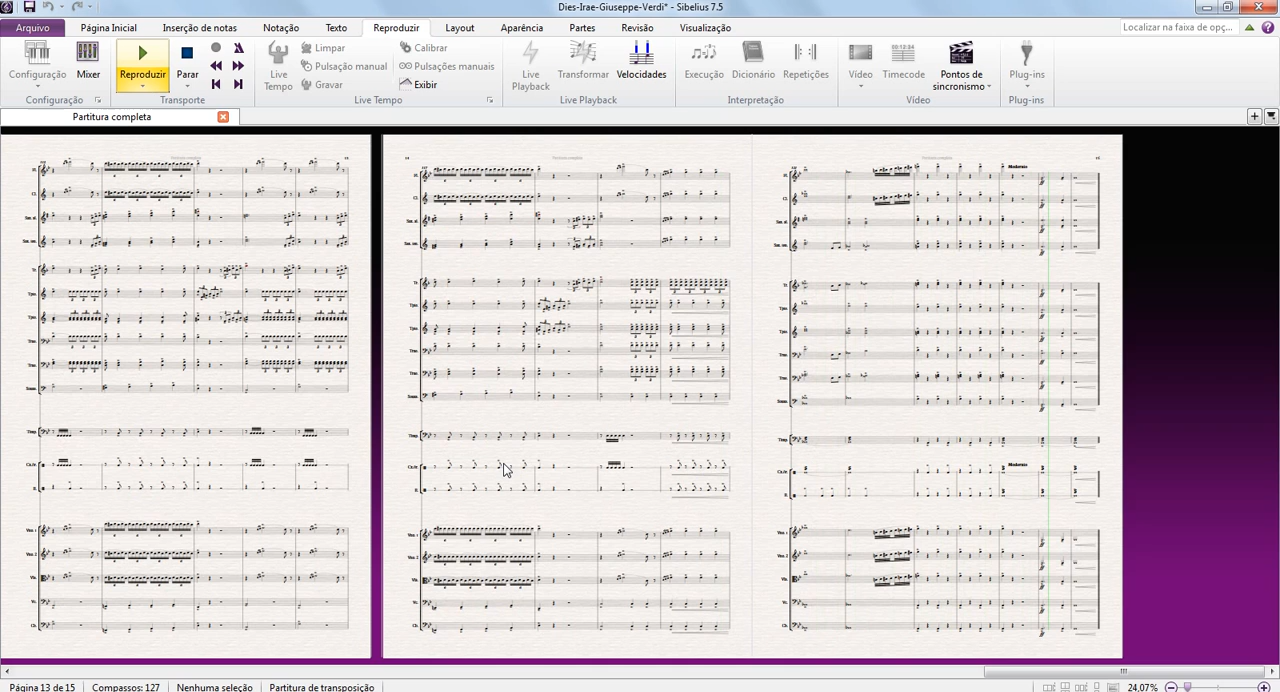 Dies-Irae-Giuseppe-Verdi* - Sibelius 7.5
Arquivo Página Inicial Inserção de notas Notação Texto Reproduzir Layout Aparência Partes Revisão Visualização Localizar na faixa de opç...
Configuração Mixer Reproduzir Parar Live Tempo Limpar Pulsação manual Gravar Calibrar Pulsações manuais Exibir Live Playback Transformar Velocidades Execução Dicionário Repetições Vídeo Timecode Pontos de sincronismo Plug-ins
Configuração Transporte Live Tempo Live Playback Interpretação Vídeo Plug-ins
Partitura completa
Moderato
Moderato
Página 13 de 15 Compassos: 127 Nenhuma seleção Partitura de transposição 24,07%